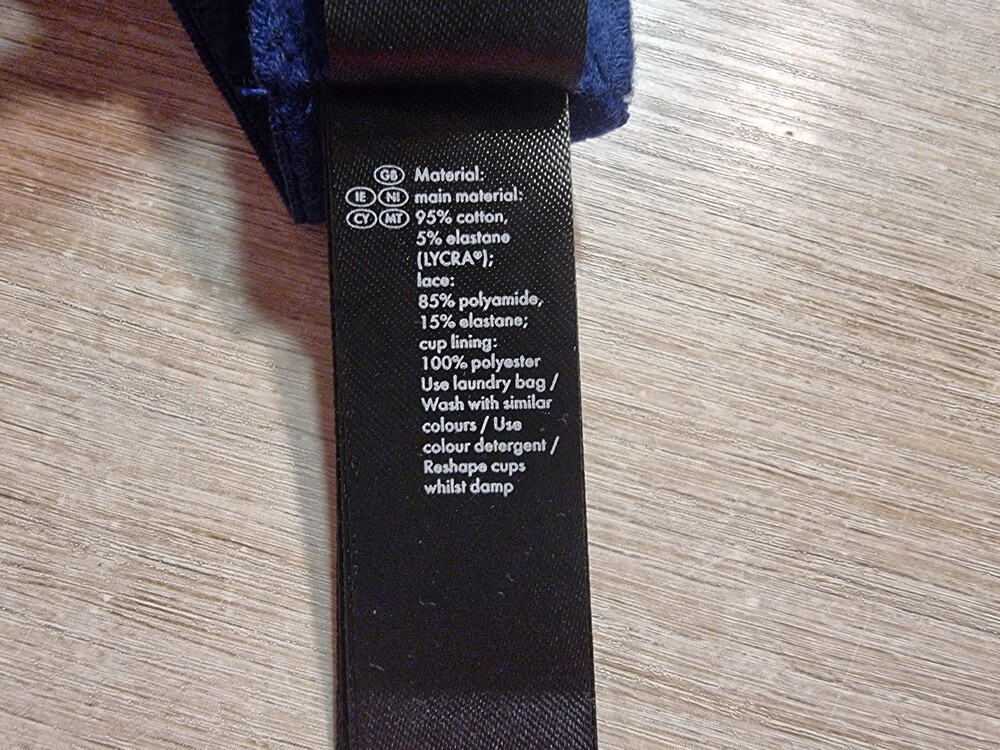 GB Material:
IE NI main material:
CY MT 95% cotton,
5% elastane
(LYCRA®);
lace:
85% polyamide,
15% elastane;
cup lining:
100% polyester
Use laundry bag /
Wash with similar
colours / Use
colour detergent /
Reshape cups
whilst damp